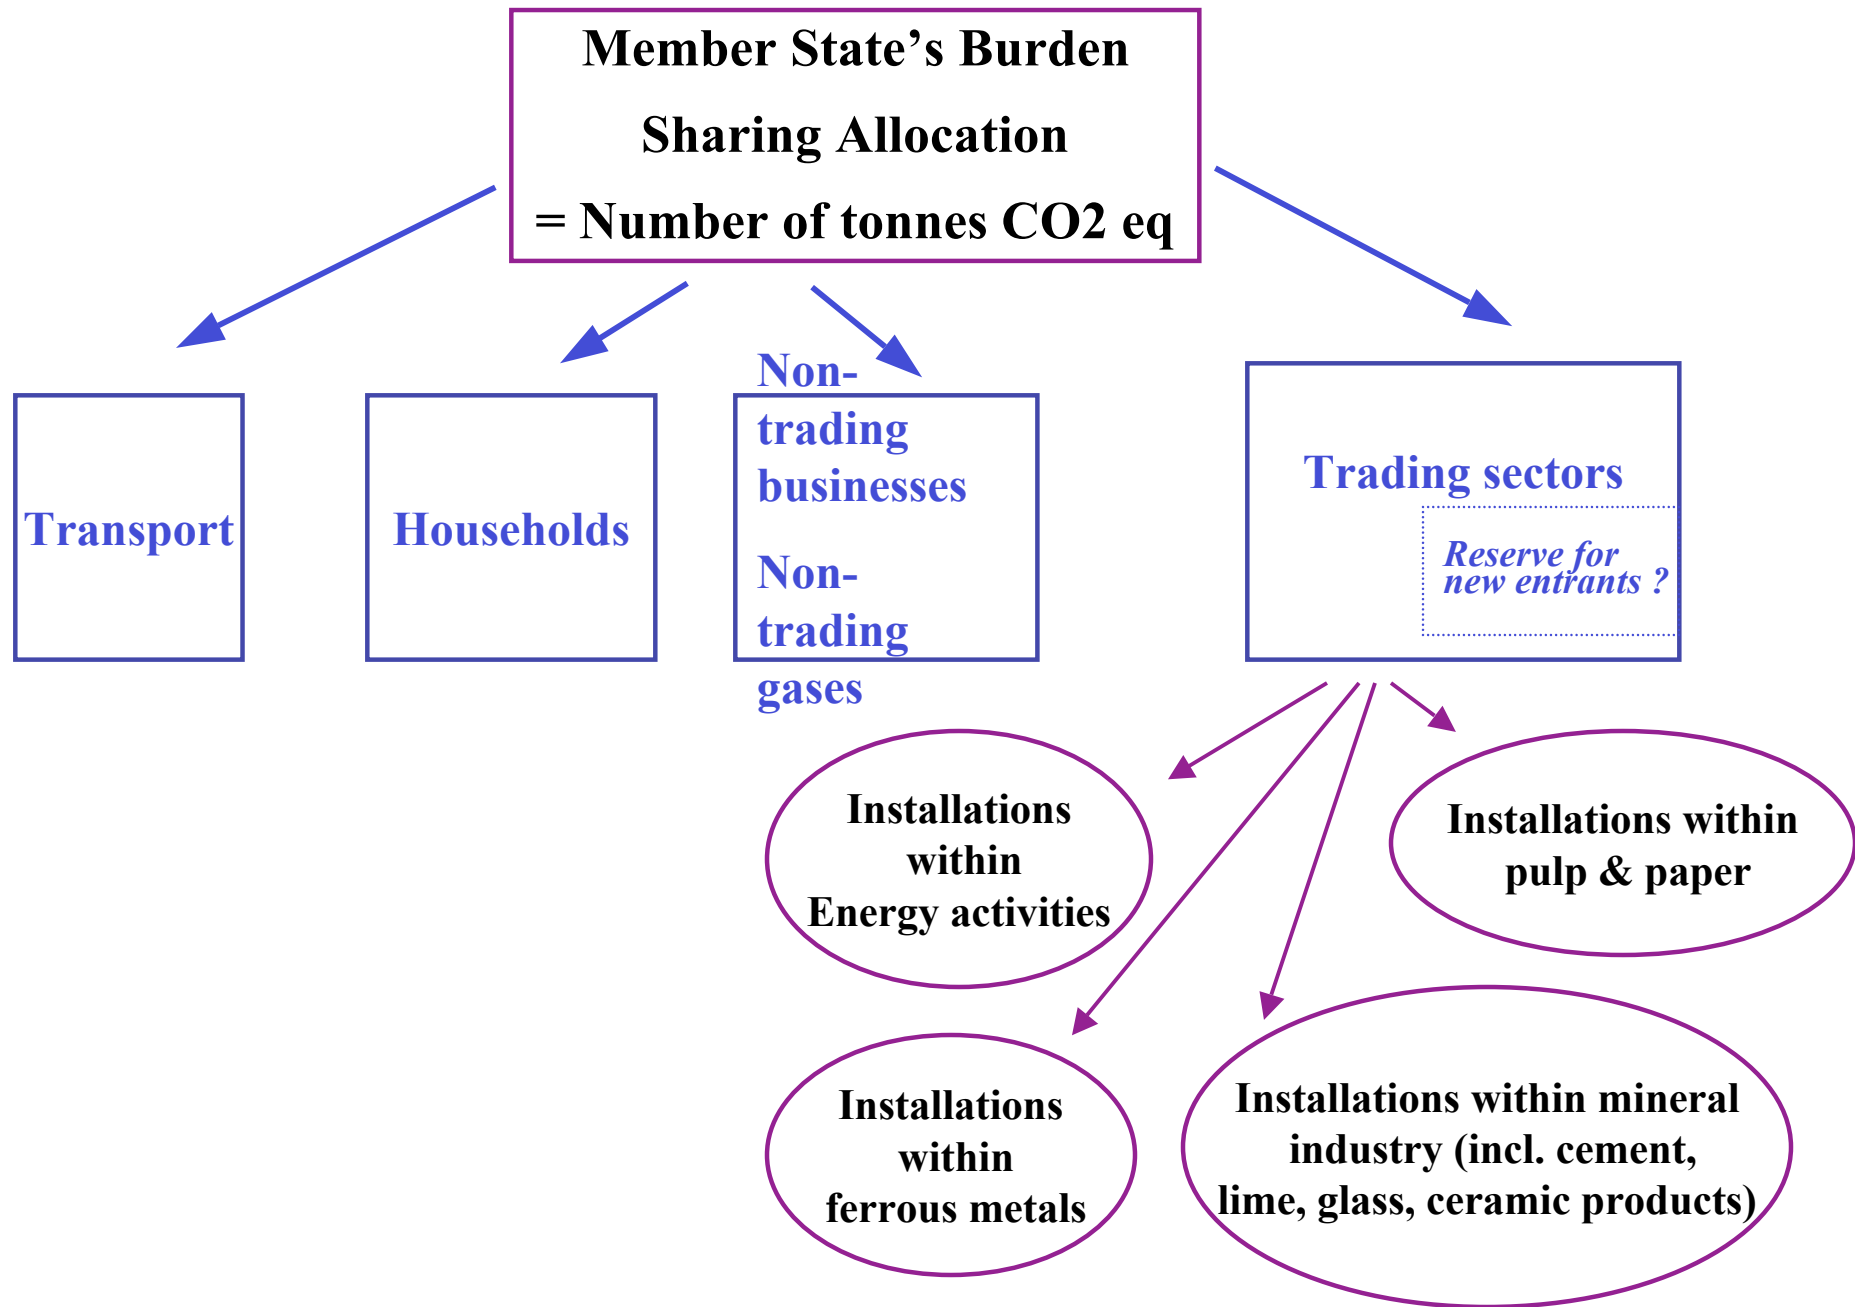 Member State’s Burden
Sharing Allocation
= Number of tonnes CO2 eq
Transport
Households
Non-
trading
businesses
Non-
trading
gases
Trading sectors
Reserve for
new entrants ?
Installations
within
Energy activities
Installations within
pulp & paper
Installations
within
ferrous metals
Installations within mineral
industry (incl. cement,
lime, glass, ceramic products)